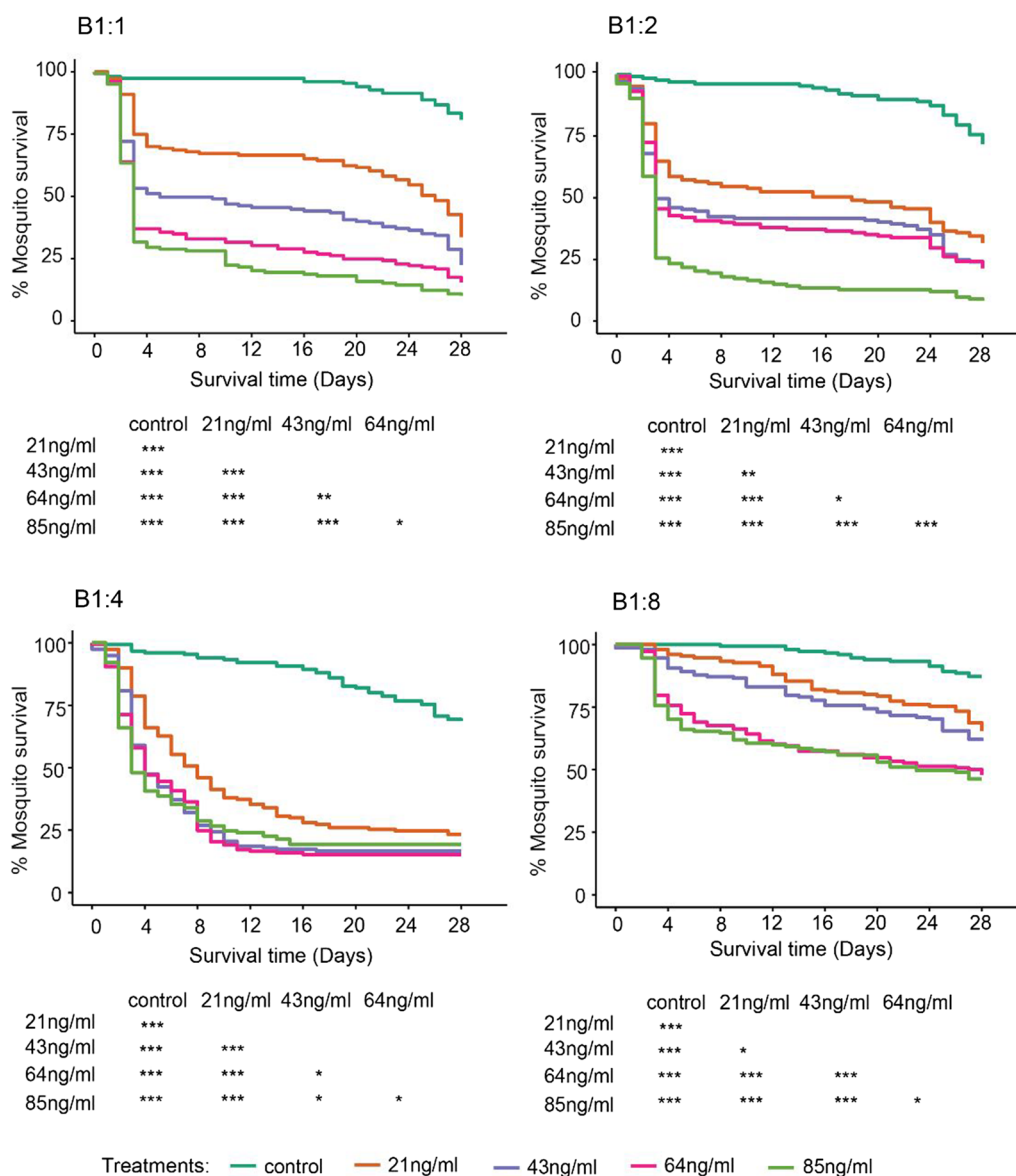 B1:1
100
75
50
25
0
% Mosquito survival
0 4 8 12 16 20 24 28
Survival time (Days)
control 21ng/ml 43ng/ml 64ng/ml
21ng/ml ***
43ng/ml *** ***
64ng/ml *** *** **
85ng/ml *** *** *** *
B1:2
100
75
50
25
0
% Mosquito survival
0 4 8 12 16 20 24 28
Survival time (Days)
control 21ng/ml 43ng/ml 64ng/ml
21ng/ml ***
43ng/ml *** **
64ng/ml *** *** *
85ng/ml *** *** *** ***
B1:4
100
75
50
25
0
% Mosquito survival
0 4 8 12 16 20 24 28
Survival time (Days)
control 21ng/ml 43ng/ml 64ng/ml
21ng/ml ***
43ng/ml *** ***
64ng/ml *** *** *
85ng/ml *** *** * *
B1:8
100
75
50
25
0
% Mosquito survival
0 4 8 12 16 20 24 28
Survival time (Days)
control 21ng/ml 43ng/ml 64ng/ml
21ng/ml ***
43ng/ml *** *
64ng/ml *** *** ***
85ng/ml *** *** *** *
Treatments: control 21ng/ml 43ng/ml 64ng/ml 85ng/ml